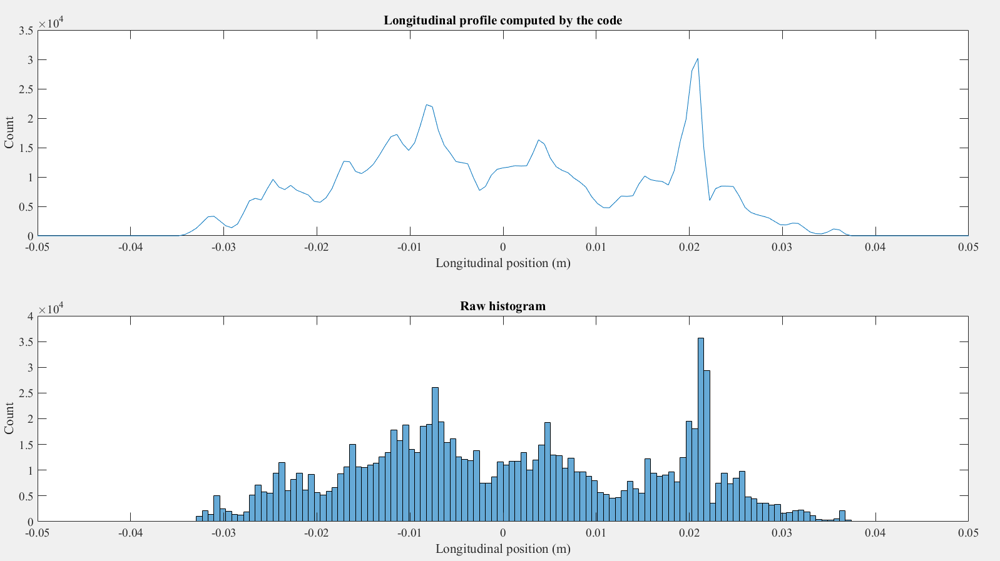 Longitudinal profile computed by the code
×10⁴
3.5
3
2.5
2
1.5
1
0.5
0
Count
-0.05 -0.04 -0.03 -0.02 -0.01 0 0.01 0.02 0.03 0.04 0.05
Longitudinal position (m)
Raw histogram
×10⁴
4
3.5
3
2.5
2
1.5
1
0.5
0
Count
-0.05 -0.04 -0.03 -0.02 -0.01 0 0.01 0.02 0.03 0.04 0.05
Longitudinal position (m)